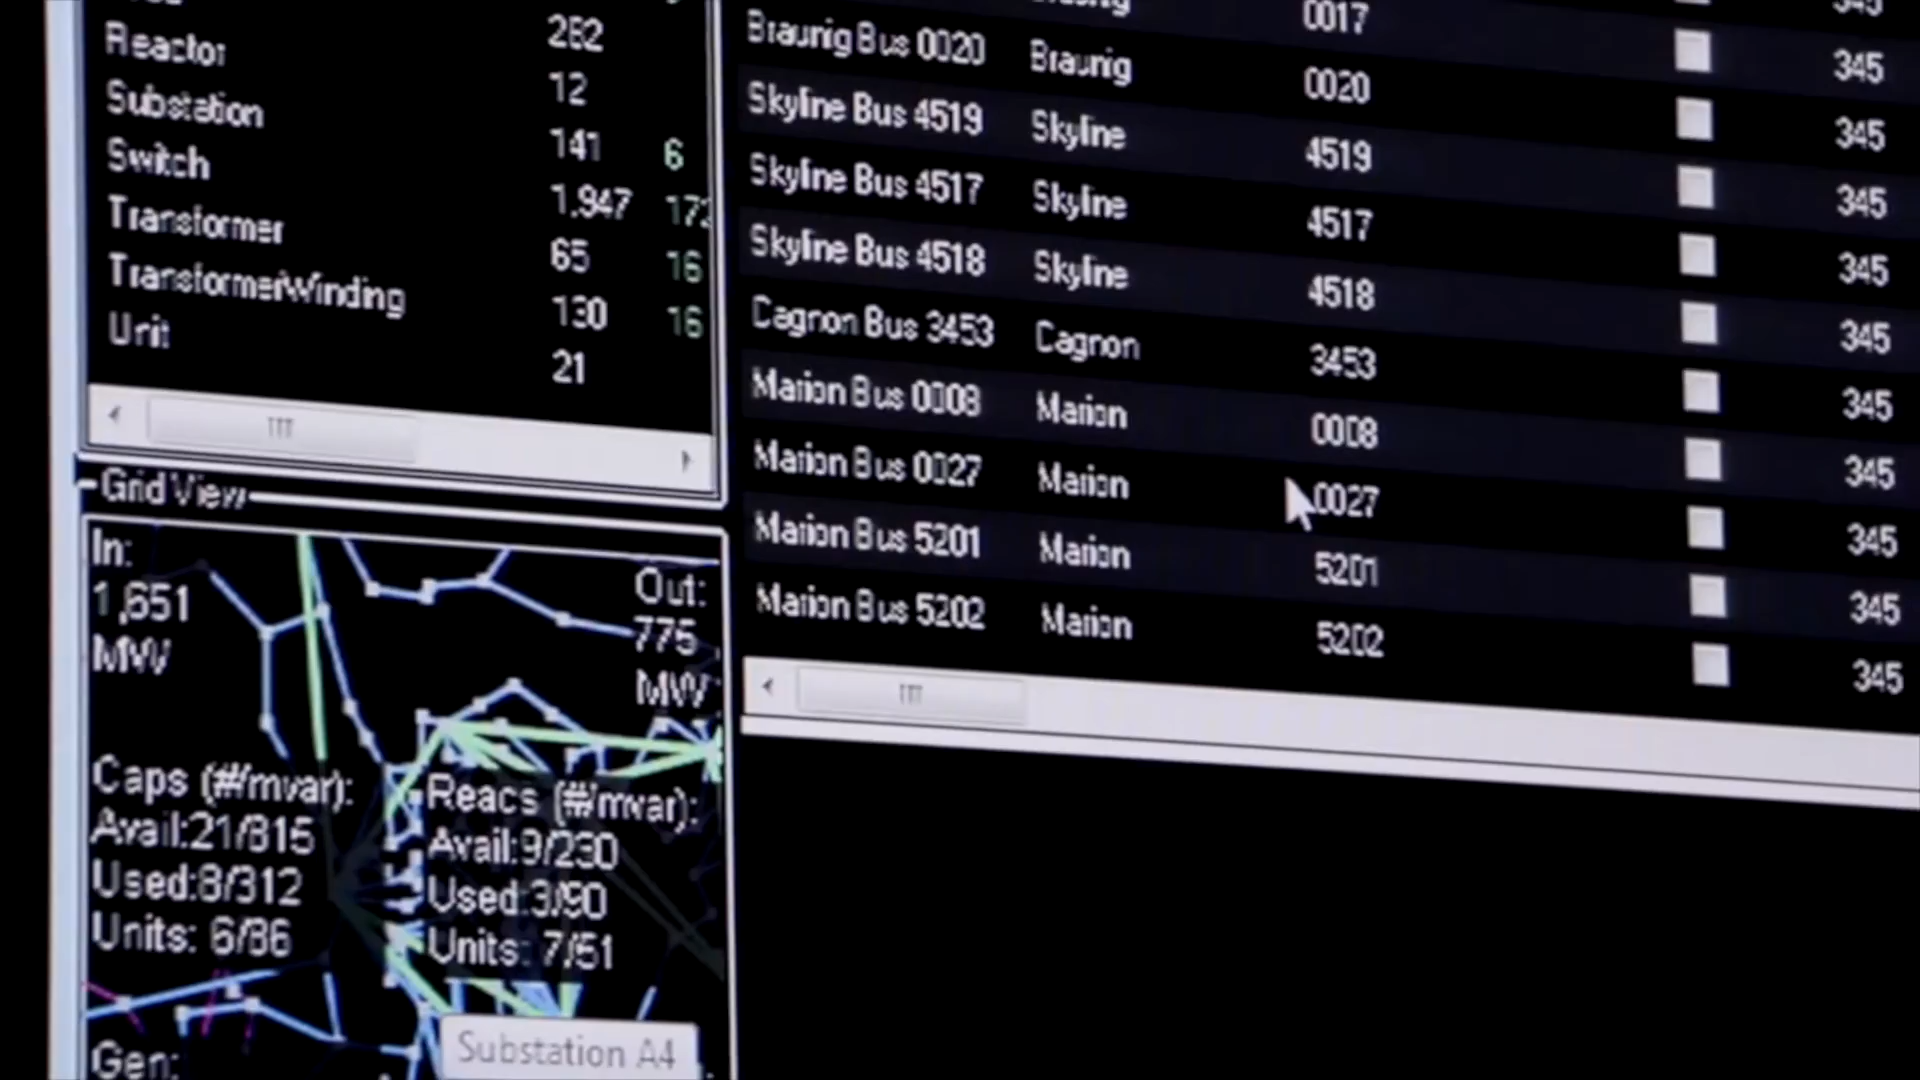 282
Reactor 12
Substation 141 6
Switch 1,947
Transformer 65 16
TransformerWinding 130 16
Unit 21
Grid View
In:
1,651
MW
Out:
775
MW
Caps (#/mvar):
Avail:21/815
Used:8/312
Units: 6/86
Reacs (#/mvar):
Avail:9/230
Used:3/90
Units: 7/51
Gen:
Substation A4
0017 345
Braunig Bus 0020 Braunig 0020 345
Skyline Bus 4519 Skyline 4519 345
Skyline Bus 4517 Skyline 4517 345
Skyline Bus 4518 Skyline 4518 345
Cagnon Bus 3453 Cagnon 3453 345
Marion Bus 0008 Marion 0008 345
Marion Bus 0027 Marion 0027 345
Marion Bus 5201 Marion 5201 345
Marion Bus 5202 Marion 5202 345